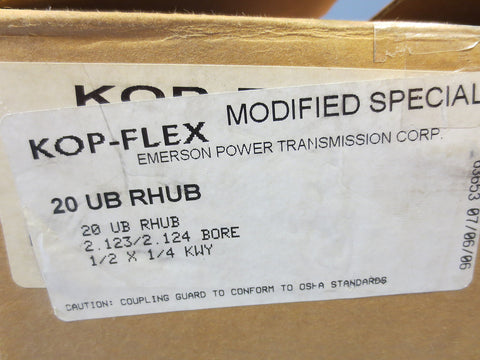 KOP-F
KOP-FLEX MODIFIED SPECIAL
EMERSON POWER TRANSMISSION CORP.
20 UB RHUB
20 UB RHUB
2.123/2.124 BORE
1/2 X 1/4 KWY
CAUTION: COUPLING GUARD TO CONFORM TO OSHA STANDARDS
07/06/06